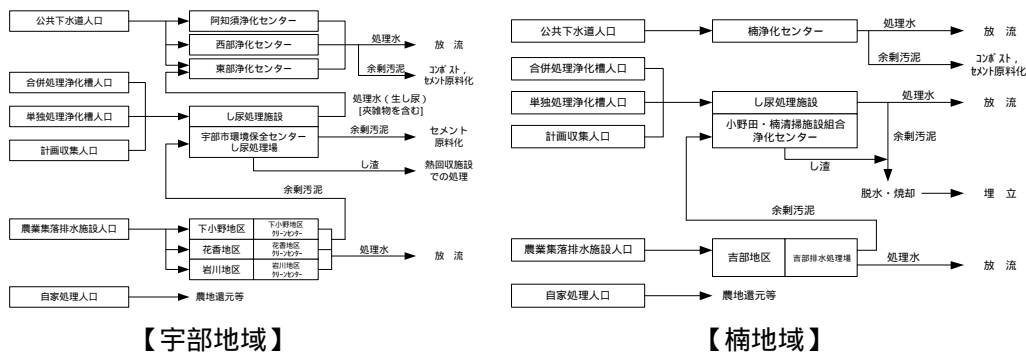 公共下水道人口
阿知須浄化センター
西部浄化センター
東部浄化センター
処理水
放 流
余剰汚泥
コンポスト,
セメント原料化
合併処理浄化槽人口
単独処理浄化槽人口
計画収集人口
処理水(生し尿)
[夾雑物を含む]
し尿処理施設
宇部市環境保全センター
し尿処理場
余剰汚泥
セメント
原料化
し渣
熱回収施設
での処理
余剰汚泥
農業集落排水施設人口
下小野地区
下小野地区
クリーンセンター
花香地区
花香地区
クリーンセンター
岩川地区
岩川地区
クリーンセンター
処理水
放 流
自家処理人口
農地還元等
【宇部地域】
公共下水道人口
楠浄化センター
処理水
放 流
余剰汚泥
コンポスト,
セメント原料化
合併処理浄化槽人口
単独処理浄化槽人口
計画収集人口
し尿処理施設
小野田・楠清掃施設組合
浄化センター
処理水
放 流
余剰汚泥
し渣
脱水・焼却
埋 立
余剰汚泥
農業集落排水施設人口
吉部地区
吉部排水処理場
処理水
放 流
自家処理人口
農地還元等
【楠地域】